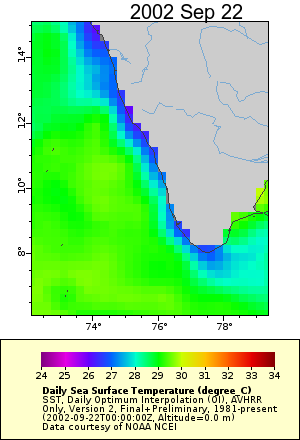 2002 Sep 22
14°
12°
10°
8°
74° 76° 78°
24 25 26 27 28 29 30 31 32 33 34
Daily Sea Surface Temperature (degree_C)
SST, Daily Optimum Interpolation (OI), AVHRR
Only, Version 2, Final+Preliminary, 1981-present
(2002-09-22T00:00:00Z, Altitude=0.0 m)
Data courtesy of NOAA NCEI